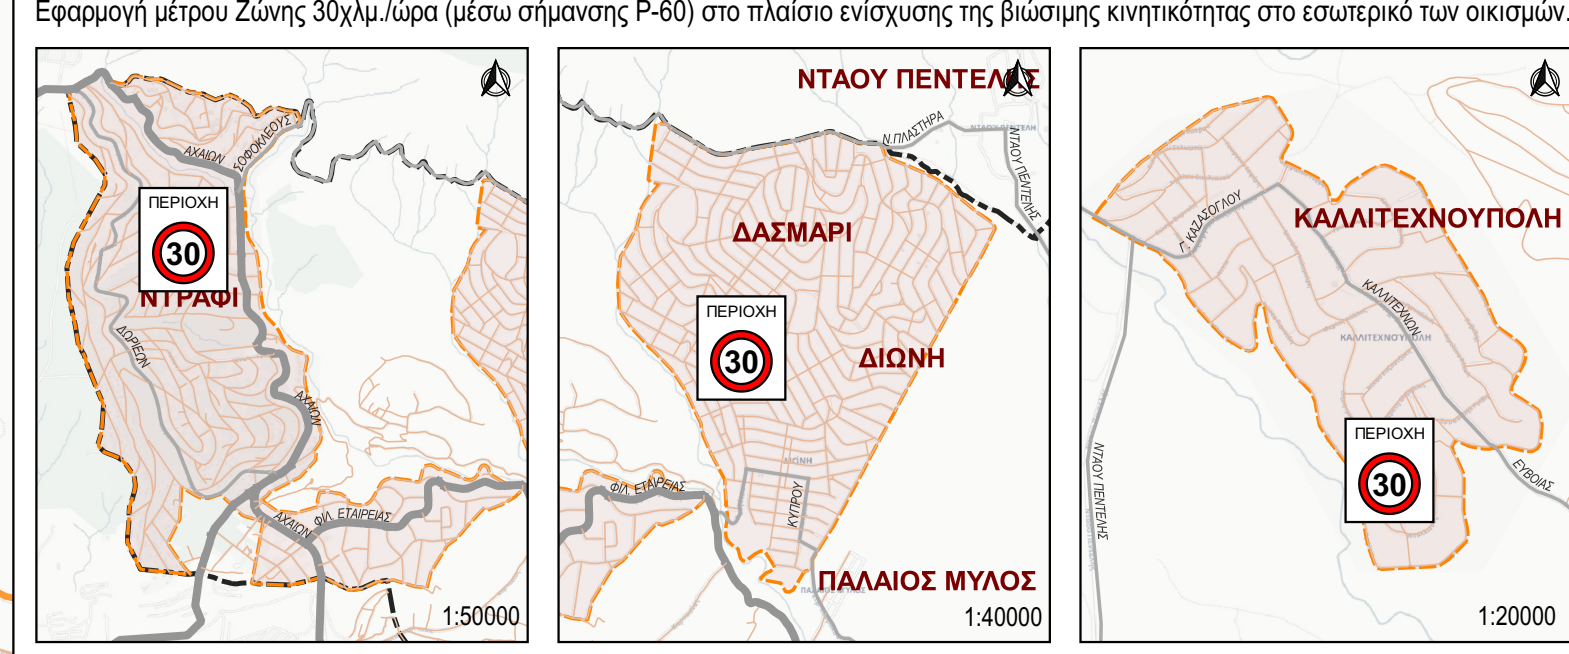 Εφαρμογή μέτρου Ζώνης 30χλμ./ώρα (μέσω σήμανσης Ρ-60) στο πλαίσιο ενίσχυσης της βιώσιμης κινητικότητας στο εσωτερικό των οικισμών.
ΑΧΑΙΩΝ
ΣΟΦΟΚΛΕΟΥΣ
ΠΕΡΙΟΧΗ
30
ΝΤΡΑΦΙ
ΔΩΡΙΕΩΝ
ΑΧΑΙΩΝ
ΑΧΑΙΩΝ
ΦΙΛ. ΕΤΑΙΡΕΙΑΣ
1:50000
ΝΤΑΟΥ ΠΕΝΤΕΛΗΣ
Ν.ΠΛΑΣΤΗΡΑ
ΝΤΑΟΥ ΠΕΝΤΕΛΗ
ΝΤΑΟΥ ΠΕΝΤΕΛΗΣ
ΔΑΣΜΑΡΙ
ΠΕΡΙΟΧΗ
30
ΔΙΩΝΗ
ΔΙΩΝΗ
ΦΙΛ. ΕΤΑΙΡΕΙΑΣ
ΚΥΠΡΟΥ
ΠΑΛΑΙΟΣ ΜΥΛΟΣ
1:40000
Γ. ΚΑΖΑΣΟΓΛΟΥ
ΚΑΛΛΙΤΕΧΝΟΥΠΟΛΗ
ΚΑΛΛΙΤΕΧΝΩΝ
ΚΑΛΛΙΤΕΧΝΟΥΠΟΛΗ
ΠΕΡΙΟΧΗ
30
ΝΤΑΟΥ ΠΕΝΤΕΛΗΣ
ΕΥΒΟΙΑΣ
1:20000